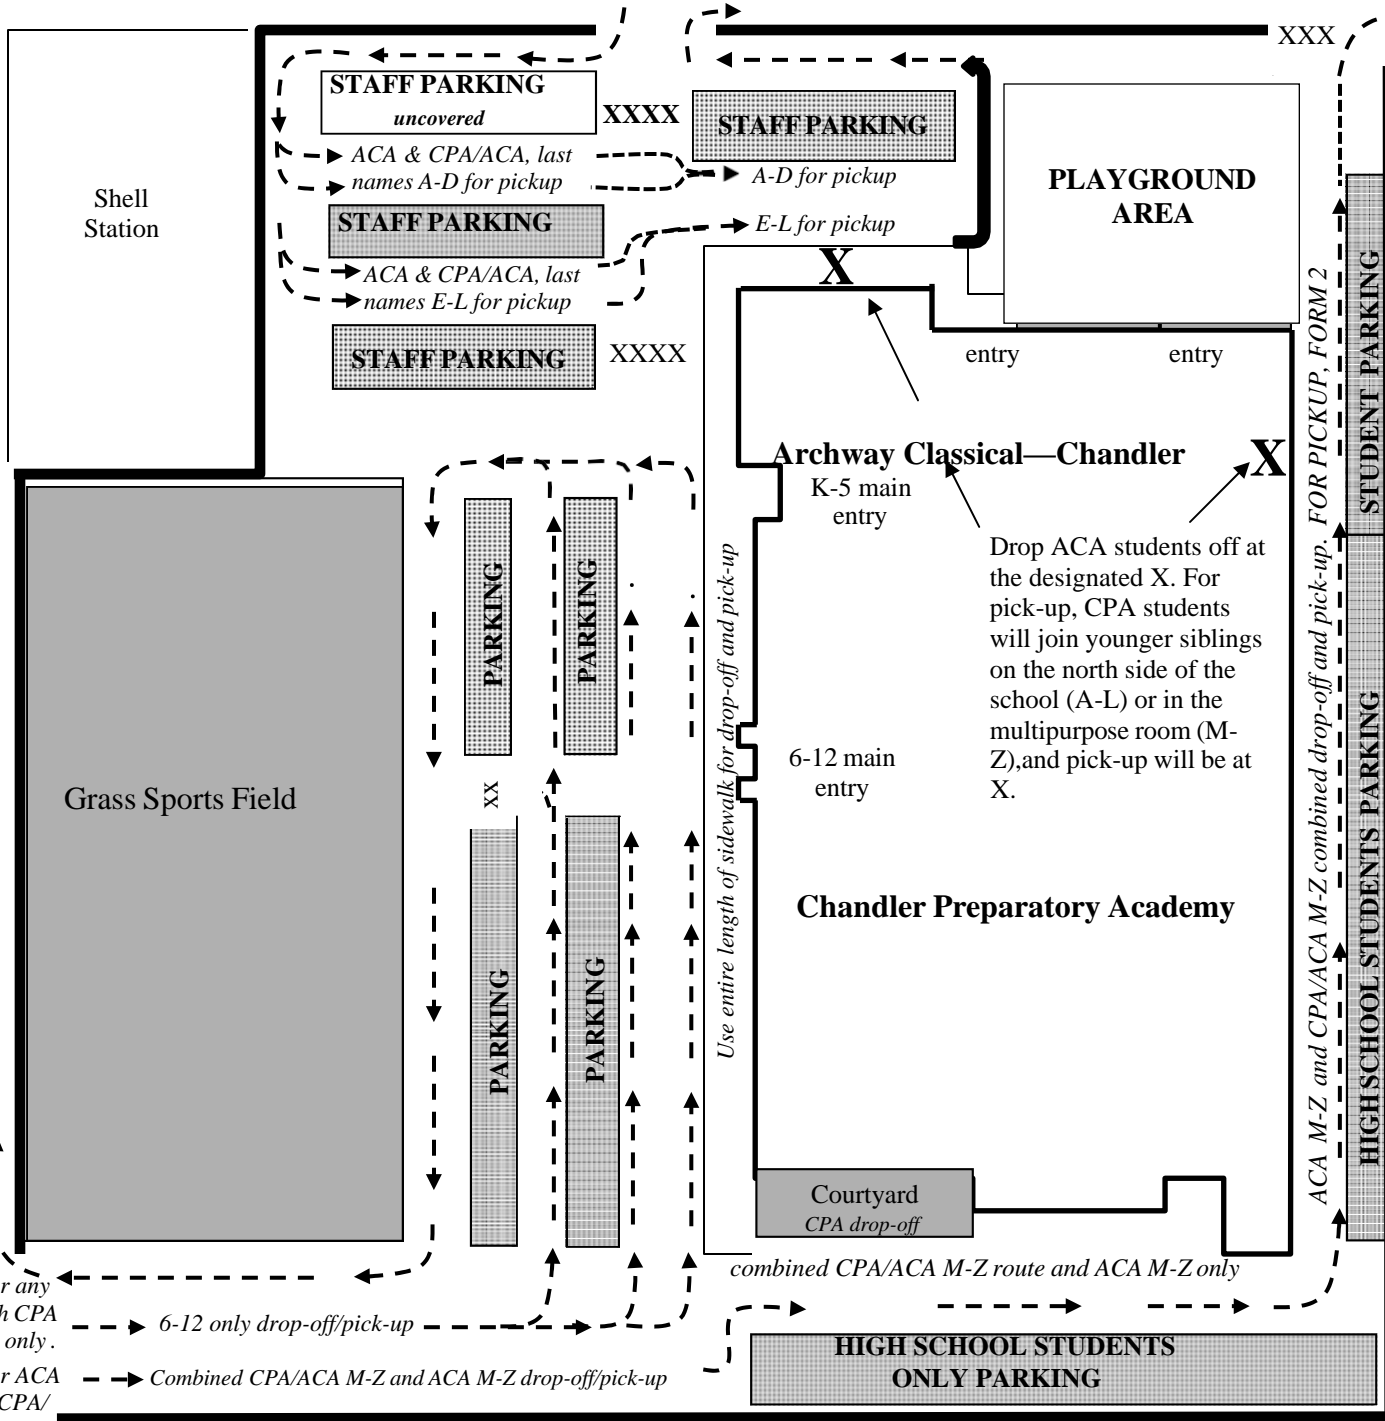 XXX
STAFF PARKING
uncovered
XXXX
STAFF PARKING
ACA & CPA/ACA, last
names A-D for pickup
A-D for pickup
Shell
Station
PLAYGROUND
AREA
STAFF PARKING
E-L for pickup
ACA & CPA/ACA, last
names E-L for pickup
X
STAFF PARKING
XXXX
entry
entry
Archway Classical—Chandler
X
K-5 main
entry
Drop ACA students off at
the designated X. For
pick-up, CPA students
will join younger siblings
on the north side of the
school (A-L) or in the
multipurpose room (M-
Z),and pick-up will be at
X.
PARKING
PARKING
Use entire length of sidewalk for drop-off and pick-up
ACA M-Z and CPA/ACA M-Z combined drop-off and pick-up. FOR PICKUP, FORM 2
STUDENT PARKING
HIGH SCHOOL STUDENTS PARKING
Grass Sports Field
XX
6-12 main
entry
Chandler Preparatory Academy
PARKING
PARKING
Courtyard
CPA drop-off
combined CPA/ACA M-Z route and ACA M-Z only
r any
h CPA
only .
6-12 only drop-off/pick-up
r ACA
CPA/
Combined CPA/ACA M-Z and ACA M-Z drop-off/pick-up
HIGH SCHOOL STUDENTS
ONLY PARKING